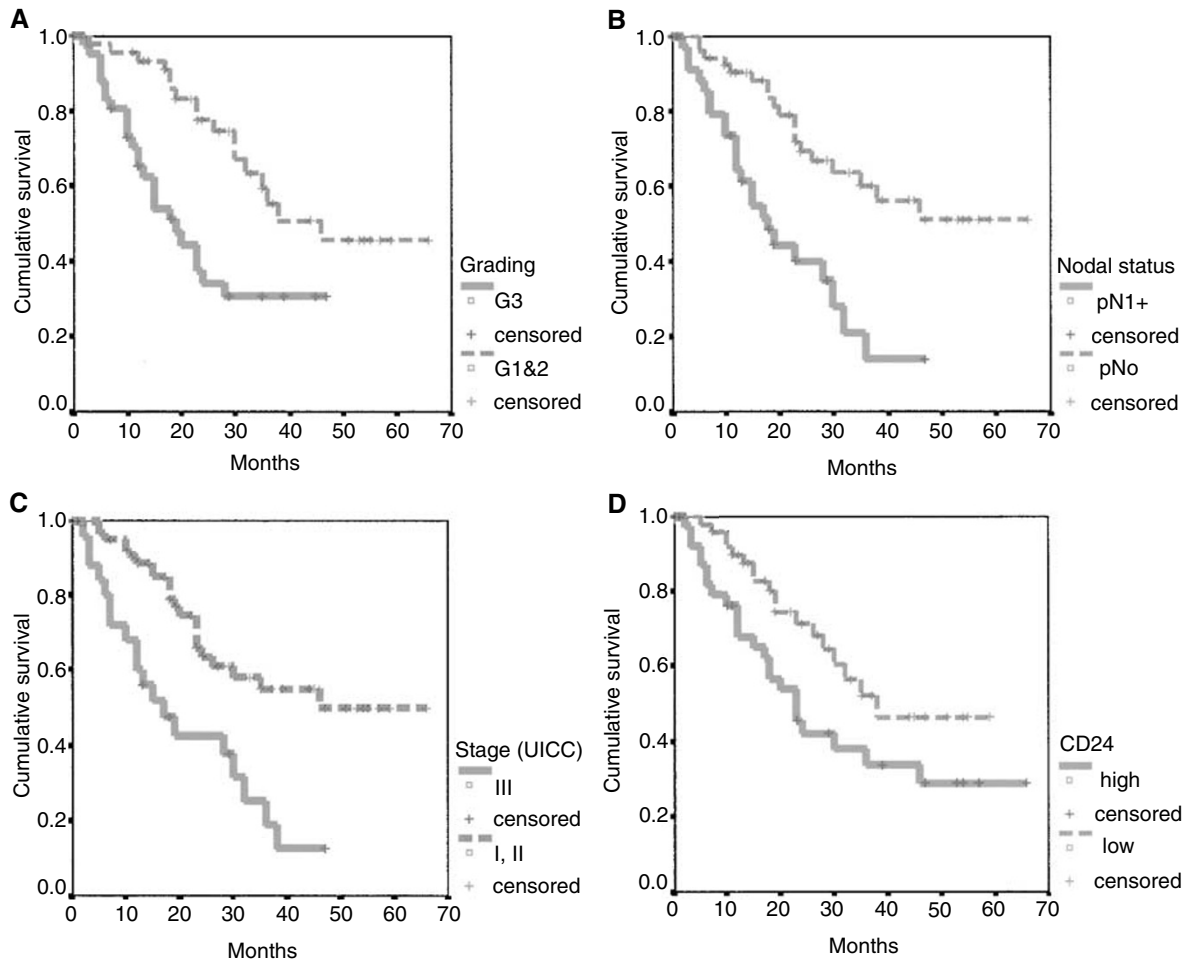 A
1.0
0.8
0.6
0.4
0.2
0.0
Cumulative survival
0 10 20 30 40 50 60 70
Months
Grading
G3
censored
G1&2
censored
B
1.0
0.8
0.6
0.4
0.2
0.0
Cumulative survival
0 10 20 30 40 50 60 70
Months
Nodal status
pN1+
censored
pNo
censored
C
1.0
0.8
0.6
0.4
0.2
0.0
Cumulative survival
0 10 20 30 40 50 60 70
Months
Stage (UICC)
III
censored
I, II
censored
D
1.0
0.8
0.6
0.4
0.2
0.0
Cumulative survival
0 10 20 30 40 50 60 70
Months
CD24
high
censored
low
censored